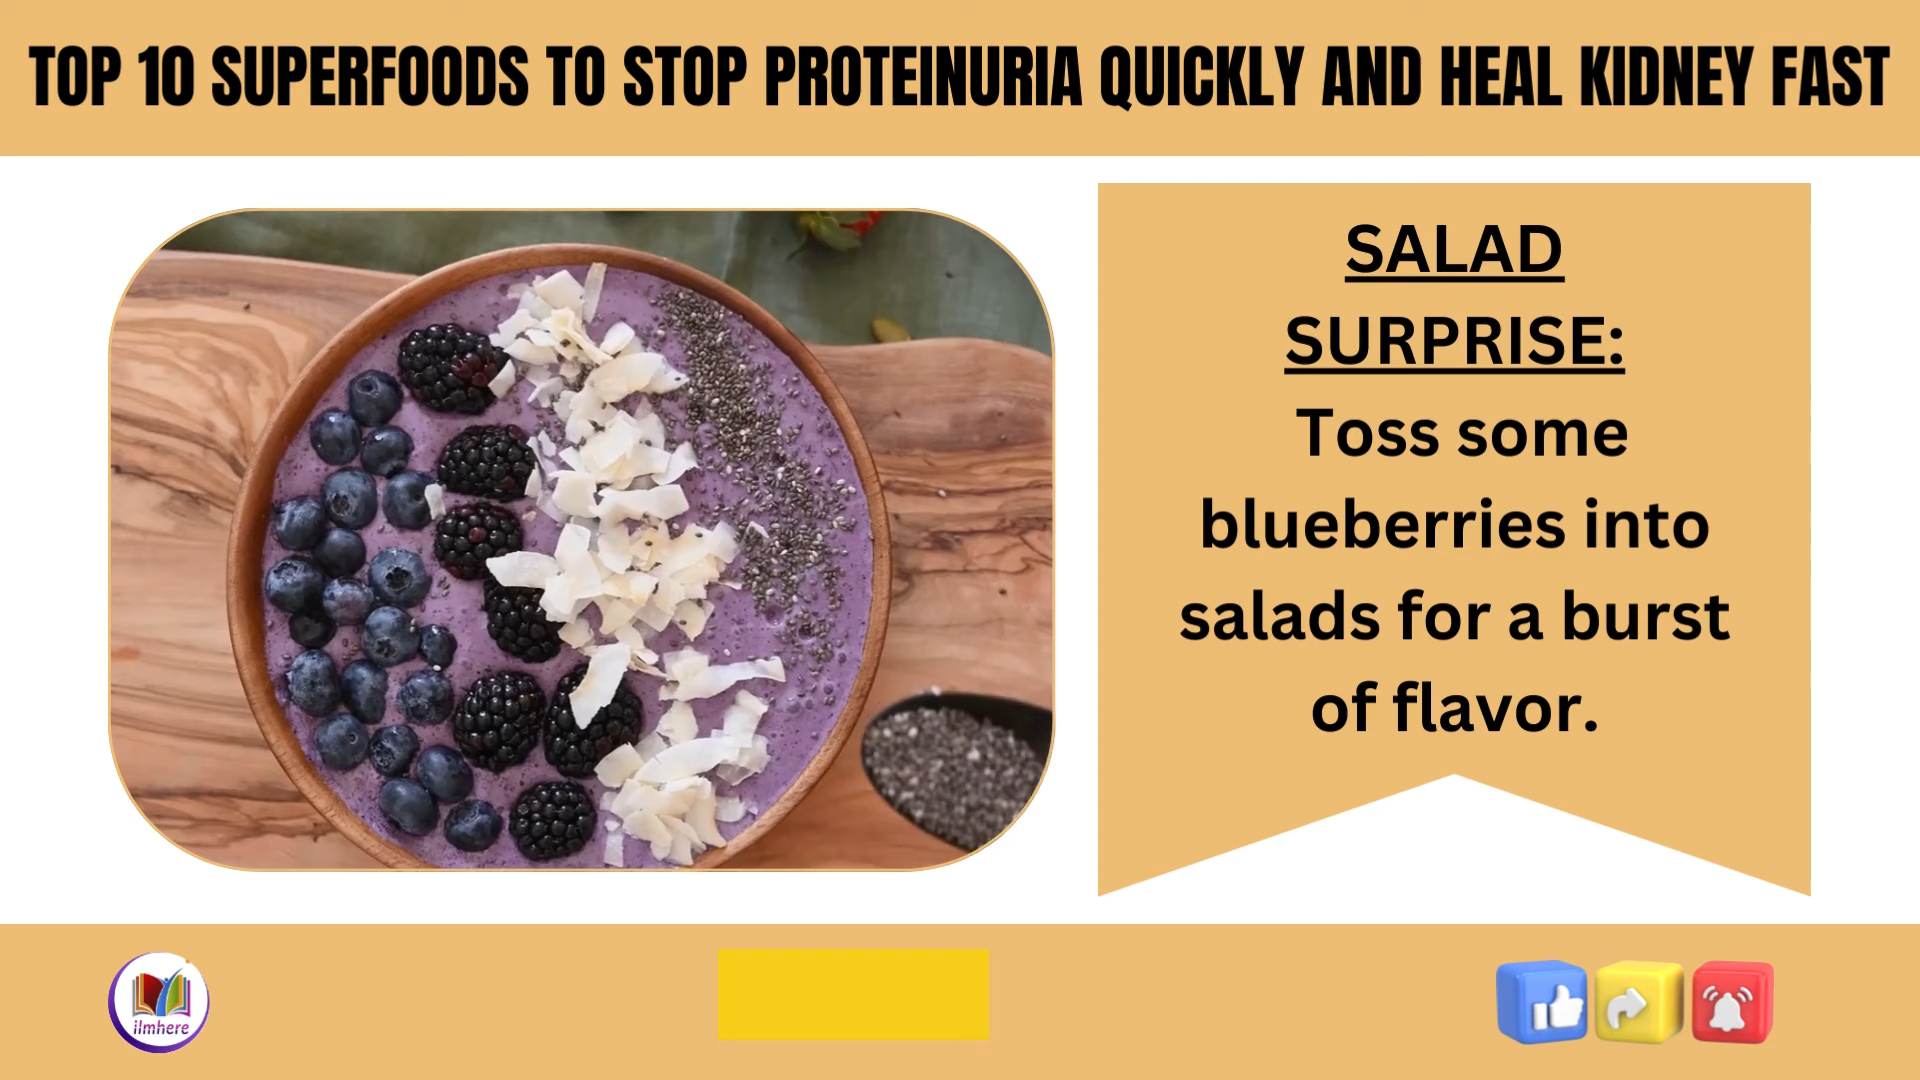 TOP 10 SUPERFOODS TO STOP PROTEINURIA QUICKLY AND HEAL KIDNEY FAST
SALAD
SURPRISE:
Toss some
blueberries into
salads for a burst
of flavor.
ilmhere